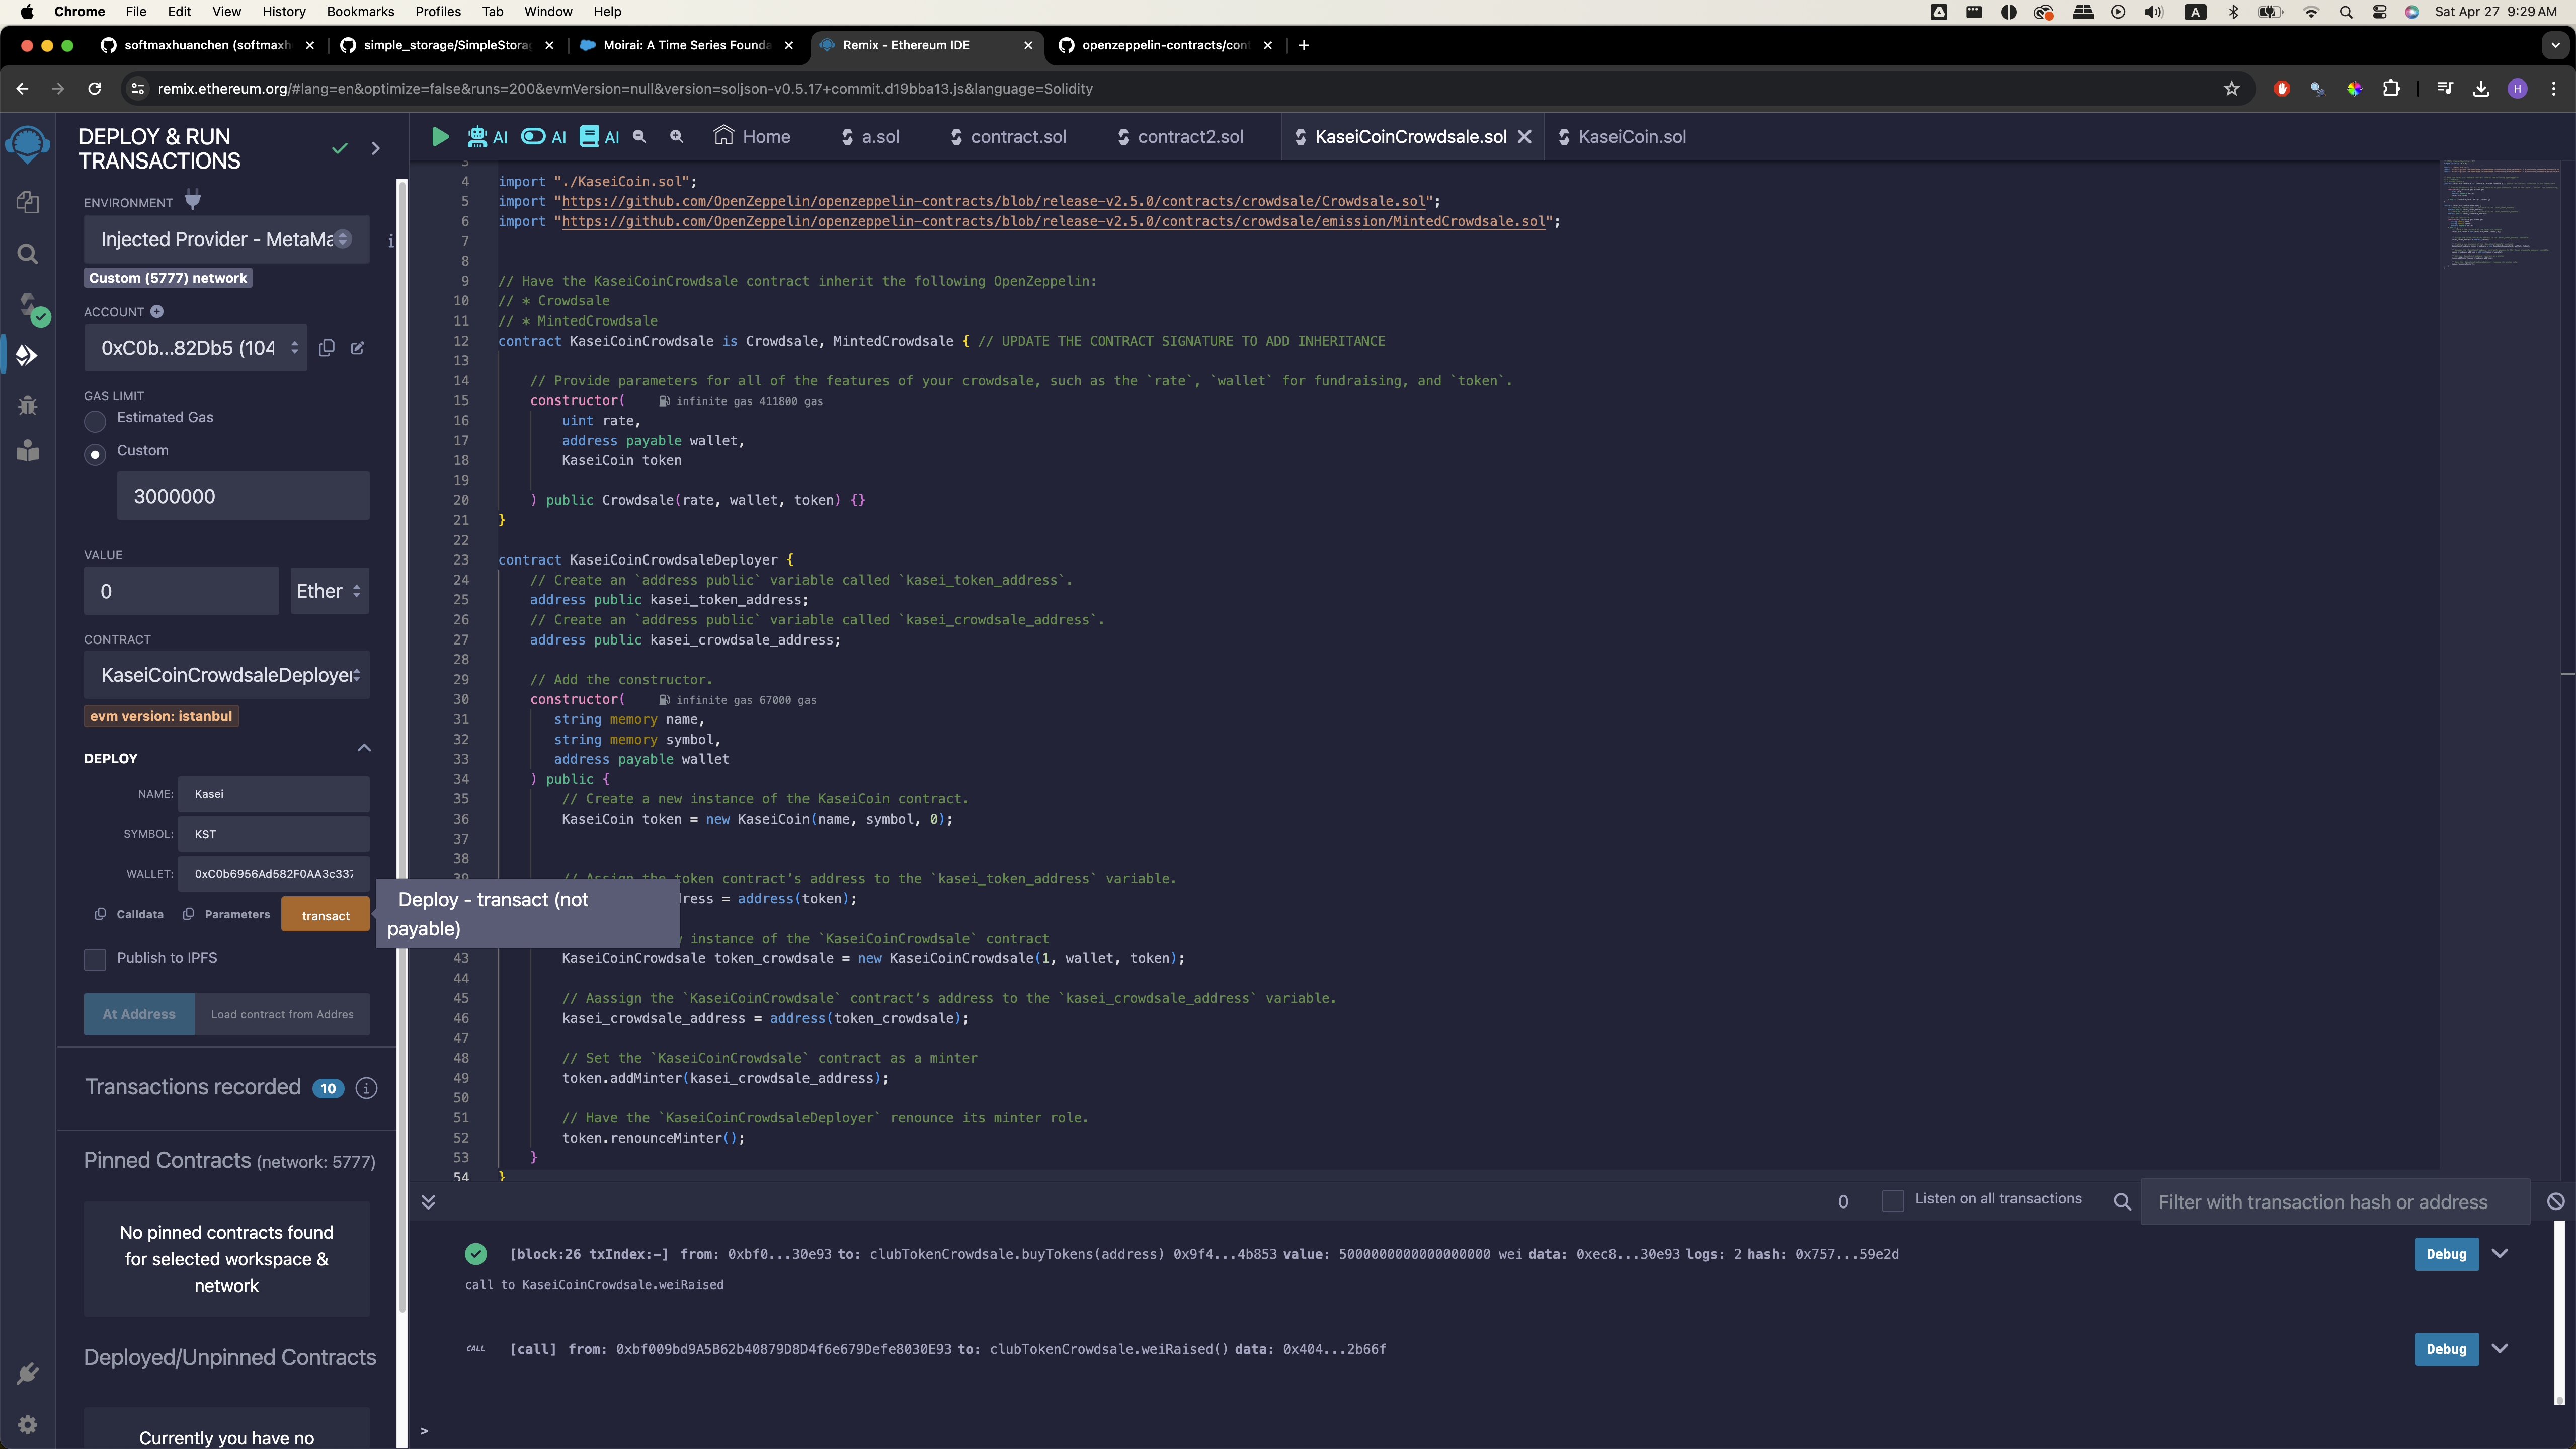 Chrome File Edit View History Bookmarks Profiles Tab Window Help
A
Sat Apr 27 9:29 AM
softmaxhuanchen (softmaxh
simple_storage/SimpleStorag
Moirai: A Time Series Founda
Remix - Ethereum IDE
openzeppelin-contracts/cont
remix.ethereum.org/#lang=en&optimize=false&runs=200&evmVersion=null&version=soljson-v0.5.17+commit.d19bba13.js&language=Solidity
H
DEPLOY & RUN
TRANSACTIONS
ENVIRONMENT
Injected Provider - MetaMa
i
Custom (5777) network
ACCOUNT
0xC0b...82Db5 (104
GAS LIMIT
Estimated Gas
Custom
3000000
VALUE
0
Ether
CONTRACT
KaseiCoinCrowdsaleDeployer
evm version: istanbul
DEPLOY
NAME:
Kasei
SYMBOL:
KST
WALLET:
0xC0b6956Ad582F0AA3c337
Calldata
Parameters
transact
Deploy - transact (not
payable)
Publish to IPFS
At Address
Load contract from Addres
Transactions recorded 10
Pinned Contracts (network: 5777)
No pinned contracts found
for selected workspace &
network
Deployed/Unpinned Contracts
Currently you have no
AI AI AI Home a.sol contract.sol contract2.sol KaseiCoinCrowdsale.sol KaseiCoin.sol
3
4 import "./KaseiCoin.sol";
5 import "https://github.com/OpenZeppelin/openzeppelin-contracts/blob/release-v2.5.0/contracts/crowdsale/Crowdsale.sol";
6 import "https://github.com/OpenZeppelin/openzeppelin-contracts/blob/release-v2.5.0/contracts/crowdsale/emission/MintedCrowdsale.sol";
7
8
9 // Have the KaseiCoinCrowdsale contract inherit the following OpenZeppelin:
10 // * Crowdsale
11 // * MintedCrowdsale
12 contract KaseiCoinCrowdsale is Crowdsale, MintedCrowdsale { // UPDATE THE CONTRACT SIGNATURE TO ADD INHERITANCE
13
14 // Provide parameters for all of the features of your crowdsale, such as the `rate`, `wallet` for fundraising, and `token`.
15 constructor( infinite gas 411800 gas
16 uint rate,
17 address payable wallet,
18 KaseiCoin token
19
20 ) public Crowdsale(rate, wallet, token) {}
21 }
22
23 contract KaseiCoinCrowdsaleDeployer {
24 // Create an `address public` variable called `kasei_token_address`.
25 address public kasei_token_address;
26 // Create an `address public` variable called `kasei_crowdsale_address`.
27 address public kasei_crowdsale_address;
28
29 // Add the constructor.
30 constructor( infinite gas 67000 gas
31 string memory name,
32 string memory symbol,
33 address payable wallet
34 ) public {
35 // Create a new instance of the KaseiCoin contract.
36 KaseiCoin token = new KaseiCoin(name, symbol, 0);
37
38
39 // Assign the token contract’s address to the `kasei_token_address` variable.
ress = address(token);
instance of the `KaseiCoinCrowdsale` contract
43 KaseiCoinCrowdsale token_crowdsale = new KaseiCoinCrowdsale(1, wallet, token);
44
45 // Aassign the `KaseiCoinCrowdsale` contract’s address to the `kasei_crowdsale_address` variable.
46 kasei_crowdsale_address = address(token_crowdsale);
47
48 // Set the `KaseiCoinCrowdsale` contract as a minter
49 token.addMinter(kasei_crowdsale_address);
50
51 // Have the `KaseiCoinCrowdsaleDeployer` renounce its minter role.
52 token.renounceMinter();
53 }
54 }
0 Listen on all transactions Filter with transaction hash or address
[block:26 txIndex:-] from: 0xbf0...30e93 to: clubTokenCrowdsale.buyTokens(address) 0x9f4...4b853 value: 5000000000000000000 wei data: 0xec8...30e93 logs: 2 hash: 0x757...59e2d
Debug
call to KaseiCoinCrowdsale.weiRaised
CALL [call] from: 0xbf009bd9A5B62b40879D8D4f6e679Defe8030E93 to: clubTokenCrowdsale.weiRaised() data: 0x404...2b66f
Debug
>